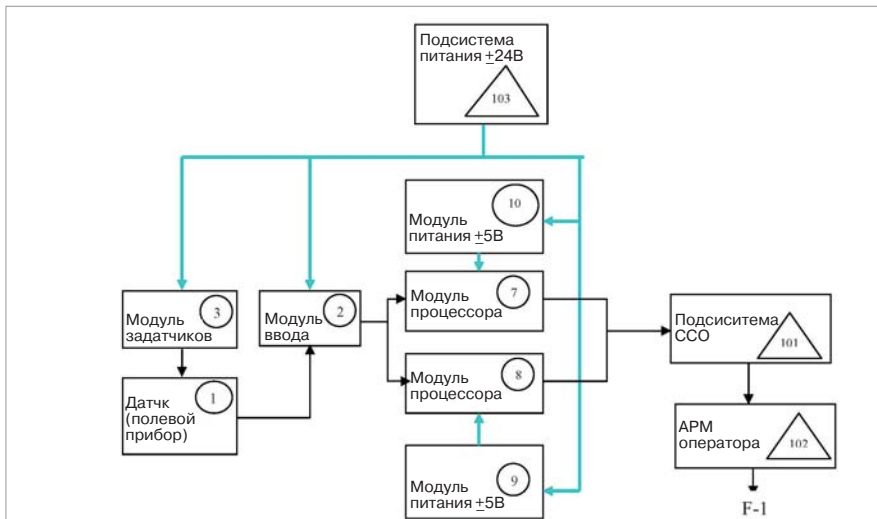 Подсистема
питания ±24В
103
10
Модуль
питания ±5В
3
Модуль
задатчиков
2
Модуль
ввода
7
Модуль
процессора
Подсиситема
ССО
101
1
Датчк
(полевой
прибор)
8
Модуль
процессора
АРМ
оператора
102
9
Модуль
питания ±5В
F-1